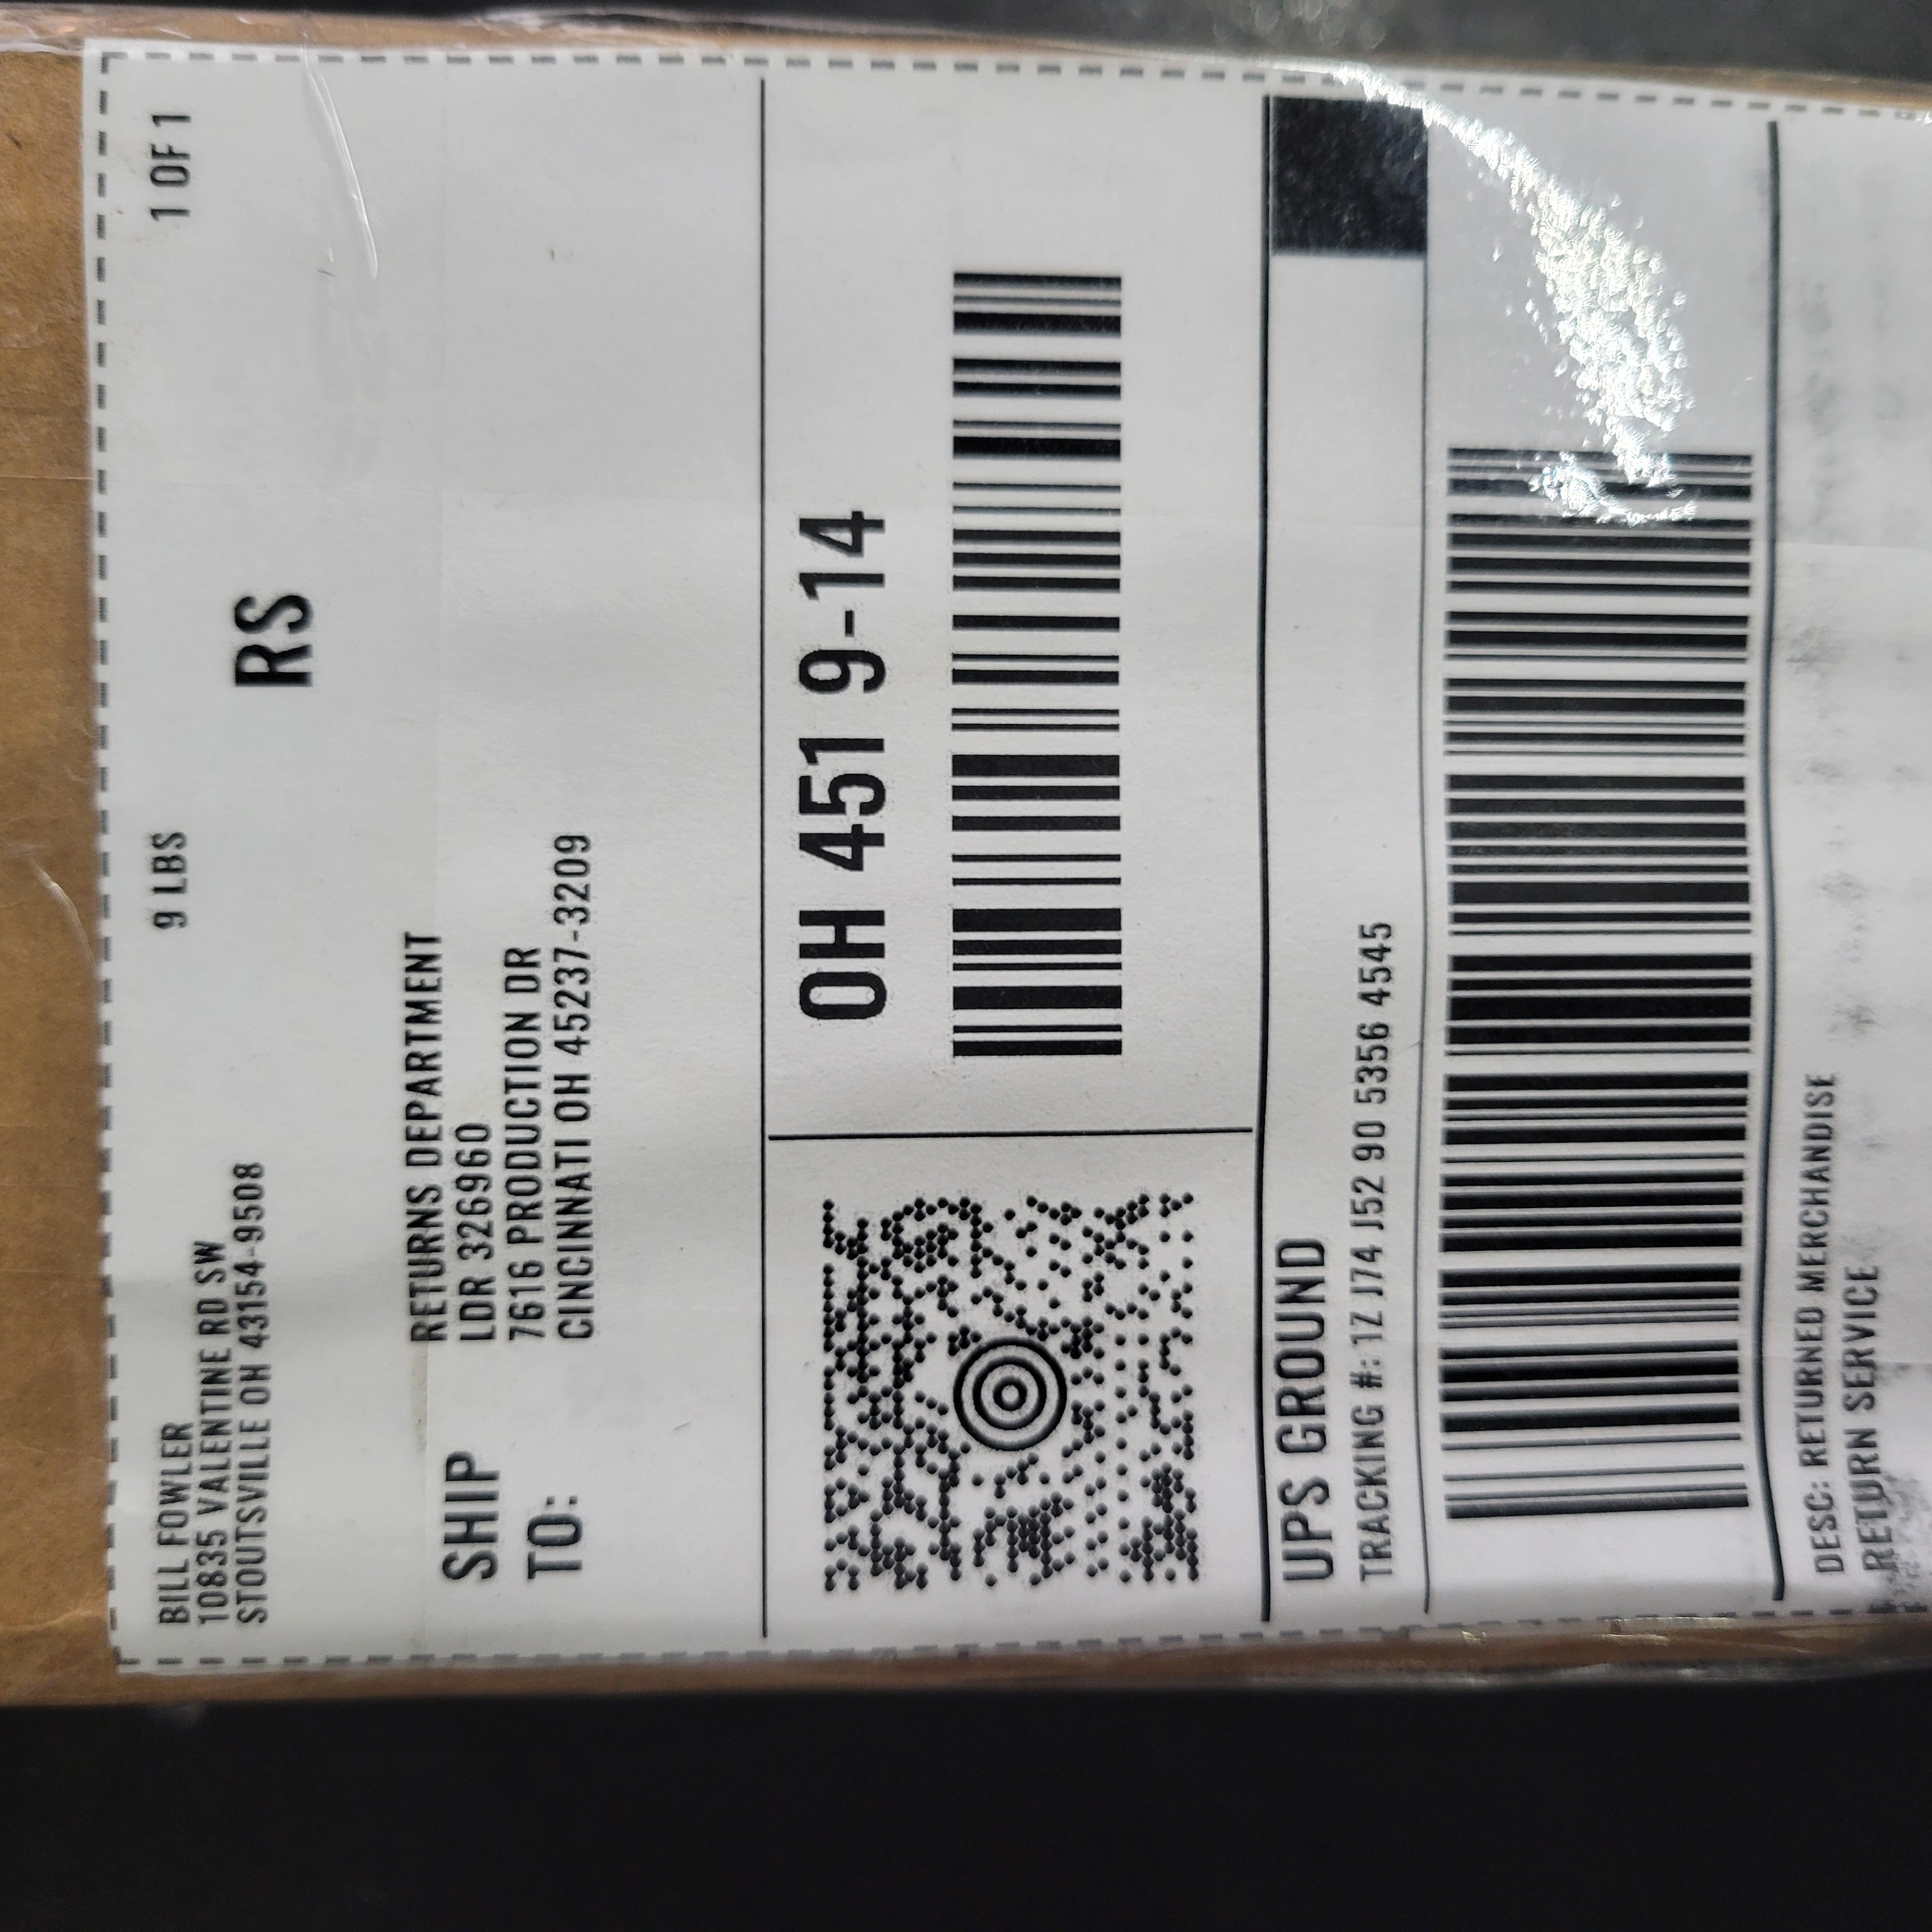 BILL FOWLER
9 LBS
1 OF 1
10835 VALENTINE RD SW
STOUTSVILLE OH 43154-9508
RS
SHIP
TO:
RETURNS DEPARTMENT
LDR 326960
7616 PRODUCTION DR
CINCINNATI OH 45237-3209
OH 451 9-14
UPS GROUND
TRACKING #: 1Z J74 J52 90 5356 4545
DESC: RETURNED MERCHANDISE
RETURN SERVICE